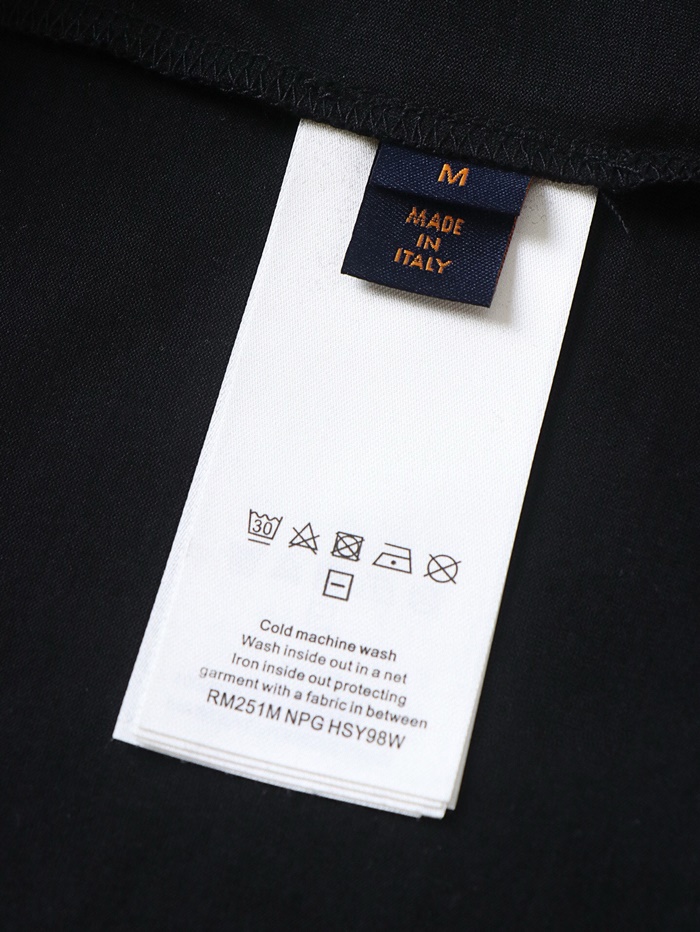 M
MADE
IN
ITALY
30
Cold machine wash
Wash inside out in a net
Iron inside out protecting
garment with a fabric in between
RM251M NPG HSY98W